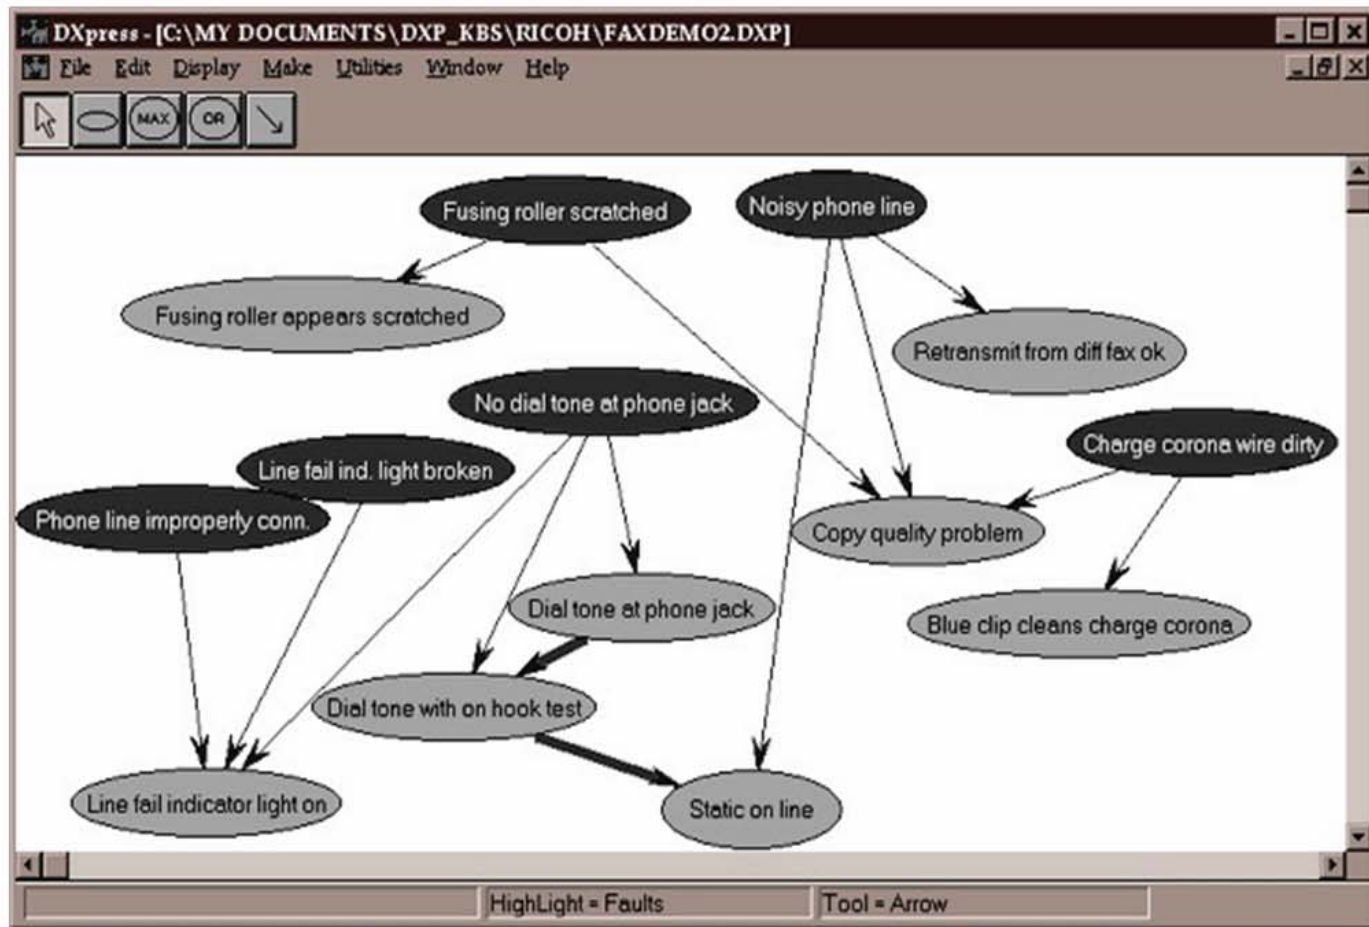 DXpress - [C:\MY DOCUMENTS\DXP_KBS\RICOH\FAXDEMO2.DXP]
File Edit Display Make Utilities Window Help
MAX OR
Fusing roller scratched
Noisy phone line
Fusing roller appears scratched
Retransmit from diff fax ok
No dial tone at phone jack
Charge corona wire dirty
Line fail ind. light broken
Phone line improperly conn.
Copy quality problem
Dial tone at phone jack
Blue clip cleans charge corona
Dial tone with on hook test
Line fail indicator light on
Static on line
HighLight = Faults
Tool = Arrow